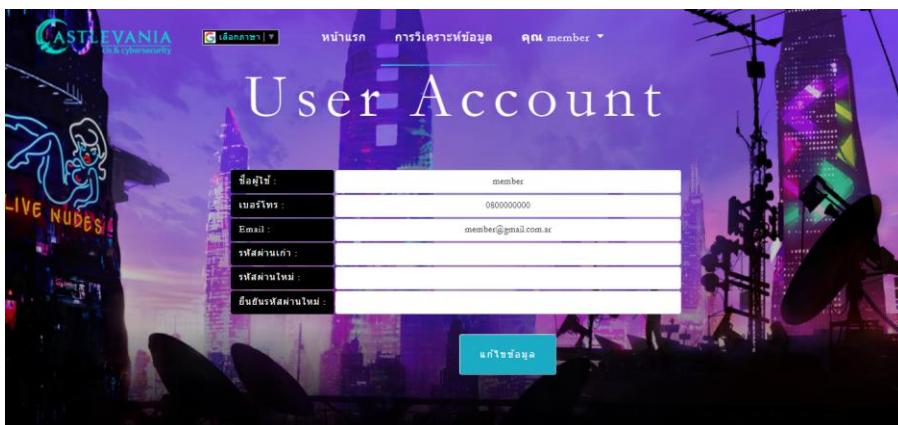 CASTLEVANIA
& cybersecurity
เลือกภาษา | ▼
หน้าแรก การวิเคราะห์ข้อมูล คุณ member
User Account
ชื่อผู้ใช้ : member
เบอร์โทร : 0800000000
Email : member@gmail.com.sr
รหัสผ่านเก่า :
รหัสผ่านใหม่ :
ยืนยันรหัสผ่านใหม่ :
แก้ไขข้อมูล
LIVE NUDES